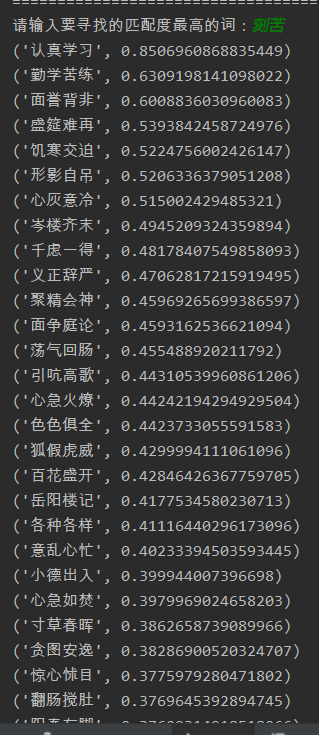 ================================
请输入要寻找的匹配度最高的词：刻苦
('认真学习', 0.8506960868835449)
('勤学苦练', 0.6309198141098022)
('面誉背非', 0.6008836030960083)
('盛筵难再', 0.5393842458724976)
('饥寒交迫', 0.5224756002426147)
('形影自吊', 0.5206336379051208)
('心灰意冷', 0.515002429485321)
('岑楼齐末', 0.4945209324359894)
('千虑一得', 0.48178407549858093)
('义正辞严', 0.47062817215919495)
('聚精会神', 0.45969265699386597)
('面争庭论', 0.4593162536621094)
('荡气回肠', 0.455488920211792)
('引吭高歌', 0.44310539960861206)
('心急火燎', 0.44242194294929504)
('色色俱全', 0.4423733055591583)
('狐假虎威', 0.4299994111061096)
('百花盛开', 0.42846426367759705)
('岳阳楼记', 0.4177534580230713)
('各种各样', 0.41116440296173096)
('意乱心忙', 0.40233394503593445)
('小德出入', 0.399944007396698)
('心急如焚', 0.3979969024658203)
('寸草春晖', 0.3862658739089966)
('贪图安逸', 0.38286900520324707)
('惊心怵目', 0.3775979280471802)
('翻肠搅肚', 0.3769645392894745)